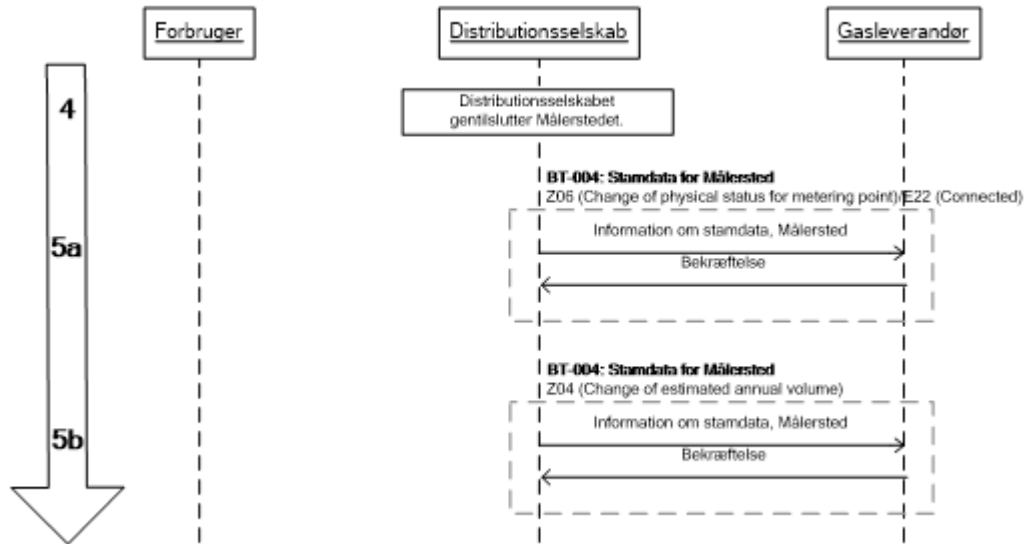 Forbruger
Distributionsselskab
Gasleverandør
4
Distributionsselskabet
gentilslutter Målerstedet.
BT-004: Stamdata for Målersted
Z06 (Change of physical status for metering point)/E22 (Connected)
5a
Information om stamdata, Målersted
Bekræftelse
BT-004: Stamdata for Målersted
Z04 (Change of estimated annual volume)
5b
Information om stamdata, Målersted
Bekræftelse